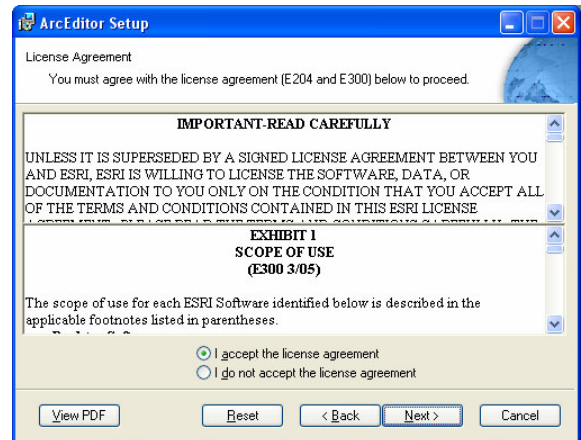 ArcEditor Setup
License Agreement
You must agree with the license agreement (E204 and E300) below to proceed.
IMPORTANT-READ CAREFULLY
UNLESS IT IS SUPERSEDED BY A SIGNED LICENSE AGREEMENT BETWEEN YOU
AND ESRI, ESRI IS WILLING TO LICENSE THE SOFTWARE, DATA, OR
DOCUMENTATION TO YOU ONLY ON THE CONDITION THAT YOU ACCEPT ALL
OF THE TERMS AND CONDITIONS CONTAINED IN THIS ESRI LICENSE
EXHIBIT 1
SCOPE OF USE
(E300 3/05)
The scope of use for each ESRI Software identified below is described in the
applicable footnotes listed in parentheses.
I accept the license agreement
I do not accept the license agreement
View PDF
Reset
< Back
Next >
Cancel